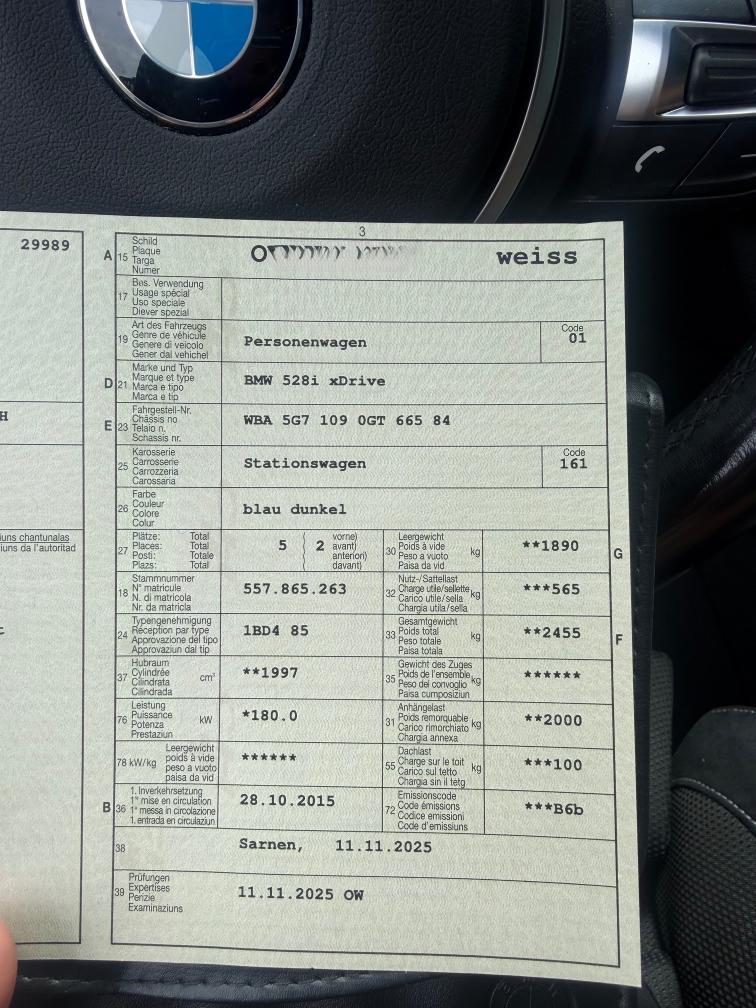 3
29989
A 15 Schild
Plaque
Targa
Numer
weiss
17 Bes. Verwendung
Usage spécial
Uso speciale
Diever spezial
19 Art des Fahrzeugs
Genre de véhicule
Genere di veicolo
Gener dal vehichel
Personenwagen
Code
01
D 21 Marke und Typ
Marque et type
Marca e tipo
Marca e tip
BMW 528i xDrive
E 23 Fahrgestell-Nr.
Châssis no
Telaio n.
Schassis nr.
WBA 5G7 109 0GT 665 84
25 Karosserie
Carrosserie
Carrozzeria
Carossaria
Stationswagen
Code
161
26 Farbe
Couleur
Colore
Colur
blau dunkel
27 Plätze: Total
Places: Total
Posti: Totale
Plazs: Total
5 2 vorne)
avant)
anteriori)
davant)
30 Leergewicht
Poids à vide
Peso a vuoto
Paisa da vid
kg **1890 G
18 Stammnummer
N° matricule
N. di matricola
Nr. da matricla
557.865.263
32 Nutz-/Sattellast
Charge utile/sellette
Carico utile/sella
Chargia utila/sella
kg ***565
24 Typengenehmigung
Réception par type
Approvazione del tipo
Approvaziun dal tip
1BD4 85
33 Gesamtgewicht
Poids total
Peso totale
Paisa totala
kg **2455 F
37 Hubraum
Cylindrée
Cilindrata
Cilindrada
cm³ **1997
35 Gewicht des Zuges
Poids de l'ensemble
Peso del convoglio
Paisa cumposiziun
kg ******
76 Leistung
Puissance
Potenza
Prestaziun
kW *180.0
31 Anhängelast
Poids remorquable
Carico rimorchiato
Chargia annexa
kg **2000
78 kW/kg Leergewicht
poids à vide
peso a vuoto
paisa da vid
******
55 Dachlast
Charge sur le toit
Carico sul tetto
Chargia sin il tetg
kg ***100
B 36 1. Inverkehrsetzung
1re mise en circulation
1a messa in circolazione
1. entrada en circulaziun
28.10.2015
72 Emissionscode
Code émissions
Codice emissioni
Code d'emissiuns
***B6b
38 Sarnen, 11.11.2025
39 Prüfungen
Expertises
Perizie
Examinaziuns
11.11.2025 OW
H
iuns chantunalas
iuns da l'autoritad